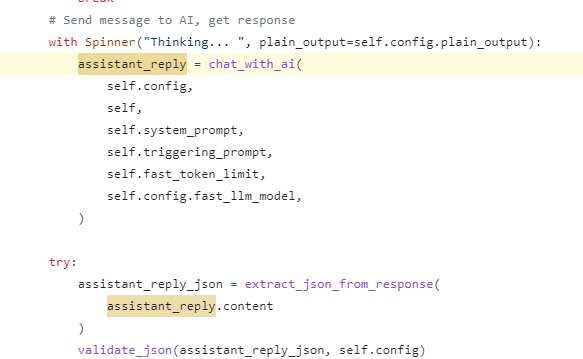 break
# Send message to AI, get response
with Spinner("Thinking... ", plain_output=self.config.plain_output):
assistant_reply = chat_with_ai(
self.config,
self,
self.system_prompt,
self.triggering_prompt,
self.fast_token_limit,
self.config.fast_llm_model,
)
try:
assistant_reply_json = extract_json_from_response(
assistant_reply.content
)
validate_json(assistant_reply_json, self.config)